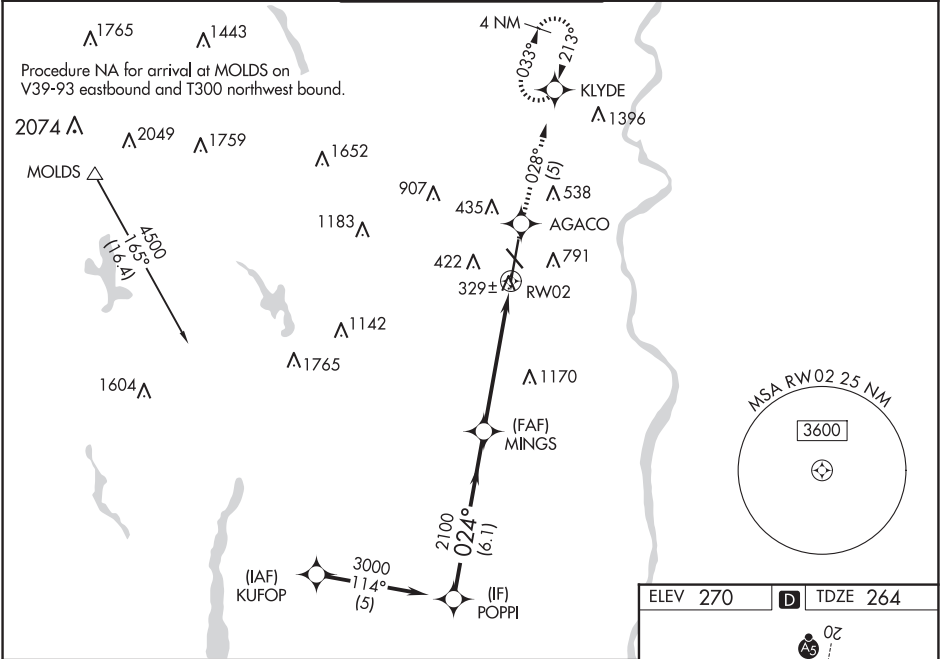 1765
1443
4 NM
033°
213°
Procedure NA for arrival at MOLDS on
V39-93 eastbound and T300 northwest bound.
KLYDE
1396
2074
2049
1759
1652
MOLDS
028°
(5)
907
435
538
1183
AGACO
4500
165°
(16.4)
422
791
329±
RW02
1142
1765
1604
1170
MSA RW02 25 NM
3600
(FAF)
MINGS
2100
024°
(6.1)
(IAF)
KUFOP
3000
114°
(5)
(IF)
POPPI
ELEV 270 D TDZE 264
A5
20